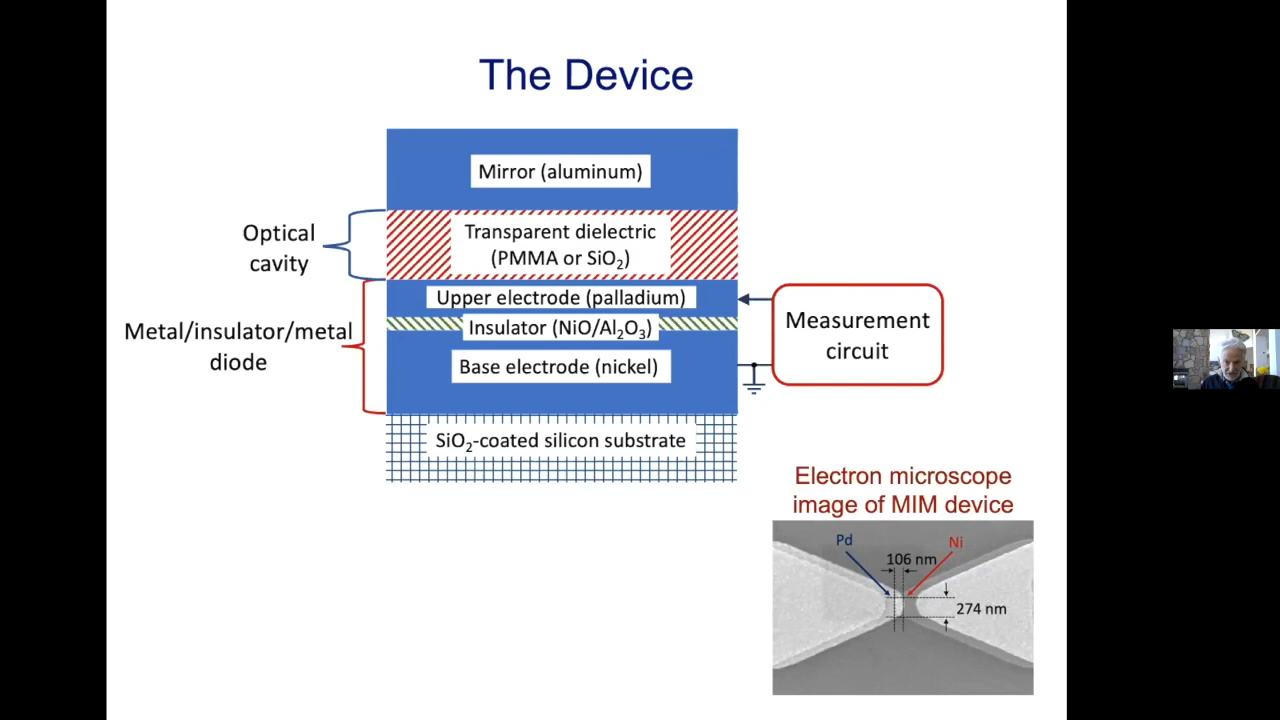 The Device
Mirror (aluminum)
Optical
cavity
Transparent dielectric
(PMMA or SiO₂)
Metal/insulator/metal
diode
Upper electrode (palladium)
Insulator (NiO/Al₂O₃)
Base electrode (nickel)
Measurement
circuit
SiO₂-coated silicon substrate
Electron microscope
image of MIM device
Pd
Ni
106 nm
274 nm